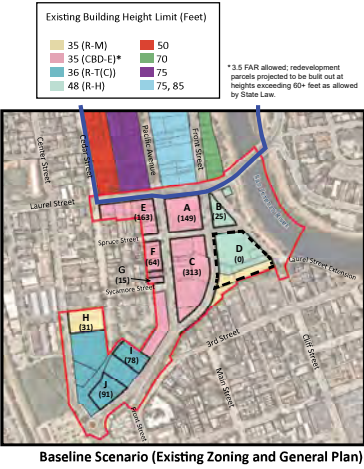 Existing Building Height Limit (Feet)
35 (R-M)
35 (CBD-E)*
36 (R-T(C))
48 (R-H)
50
70
75
75, 85
* 3.5 FAR allowed; redevelopment
parcels projected to be built out at
heights exceeding 60+ feet as allowed
by State Law.
Center Street
Cedar Street
Pacific Avenue
Front Street
Laurel Street
E
(163)
A
(149)
B
(25)
Spruce Street
F
(64)
C
(313)
D
(0)
G
(15)
Sycamore Street
Laurel Street Extension
H
(31)
I
(78)
J
(91)
3rd Street
Main Street
Cliff Street
Front Street
Baseline Scenario (Existing Zoning and General Plan)